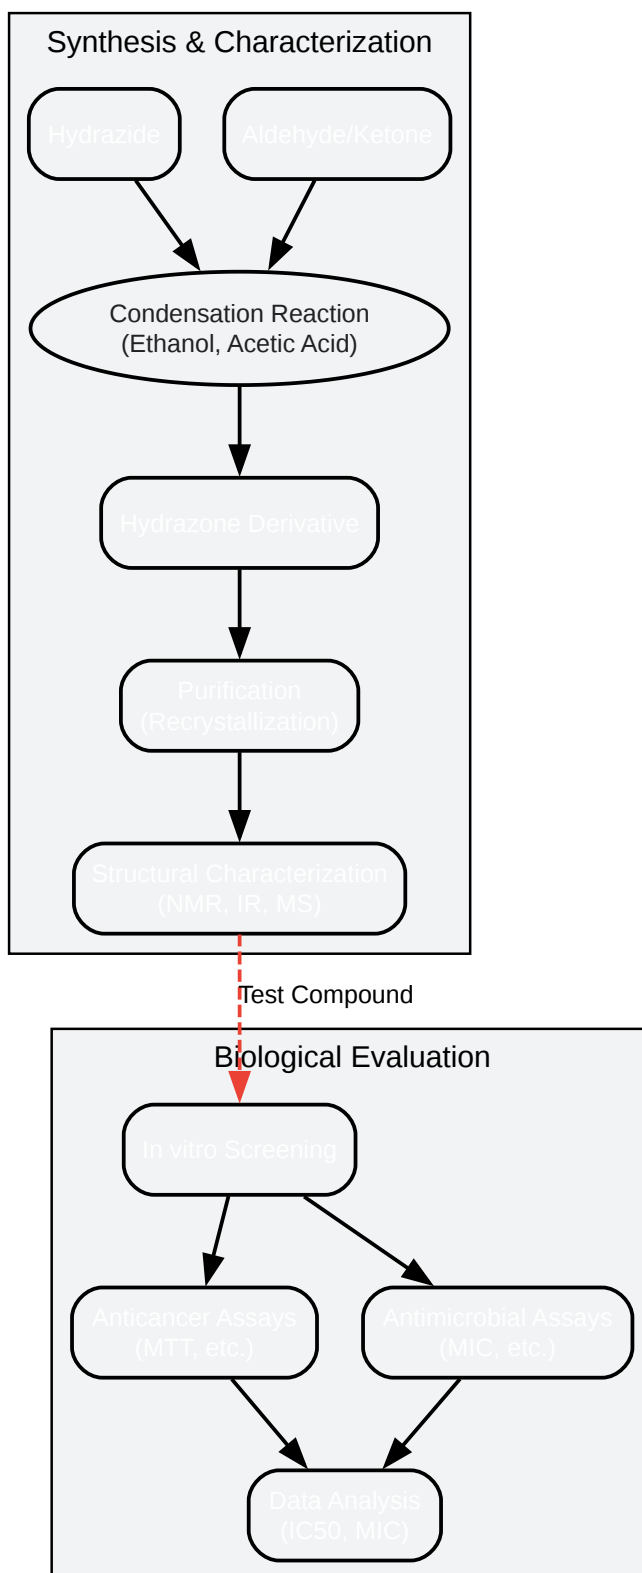 Synthesis & Characterization
Hydrazide
Aldehyde/Ketone
Condensation Reaction
(Ethanol, Acetic Acid)
Hydrazone Derivative
Purification
(Recrystallization)
Structural Characterization
(NMR, IR, MS)
Test Compound
Biological Evaluation
In vitro Screening
Anticancer Assays
(MTT, etc.)
Antimicrobial Assays
(MIC, etc.)
Data Analysis
(IC50, MIC)